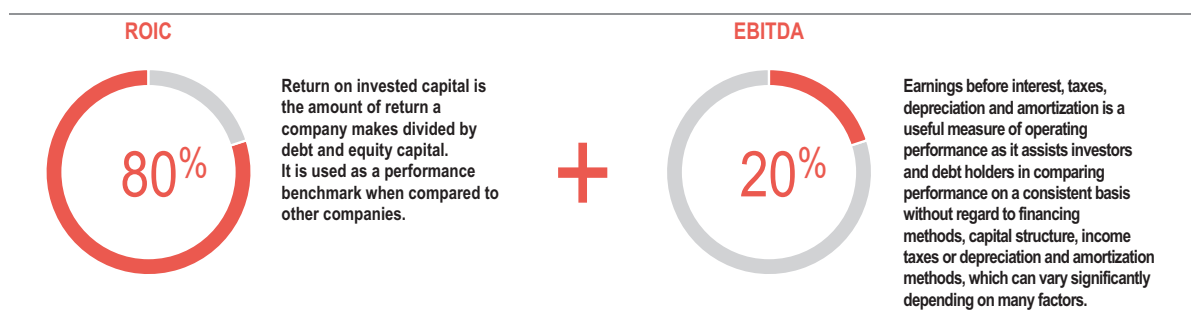 ROIC
80%
Return on invested capital is
the amount of return a
company makes divided by
debt and equity capital.
It is used as a performance
benchmark when compared to
other companies.
+
EBITDA
20%
Earnings before interest, taxes,
depreciation and amortization is a
useful measure of operating
performance as it assists investors
and debt holders in comparing
performance on a consistent basis
without regard to financing
methods, capital structure, income
taxes or depreciation and amortization
methods, which can vary significantly
depending on many factors.